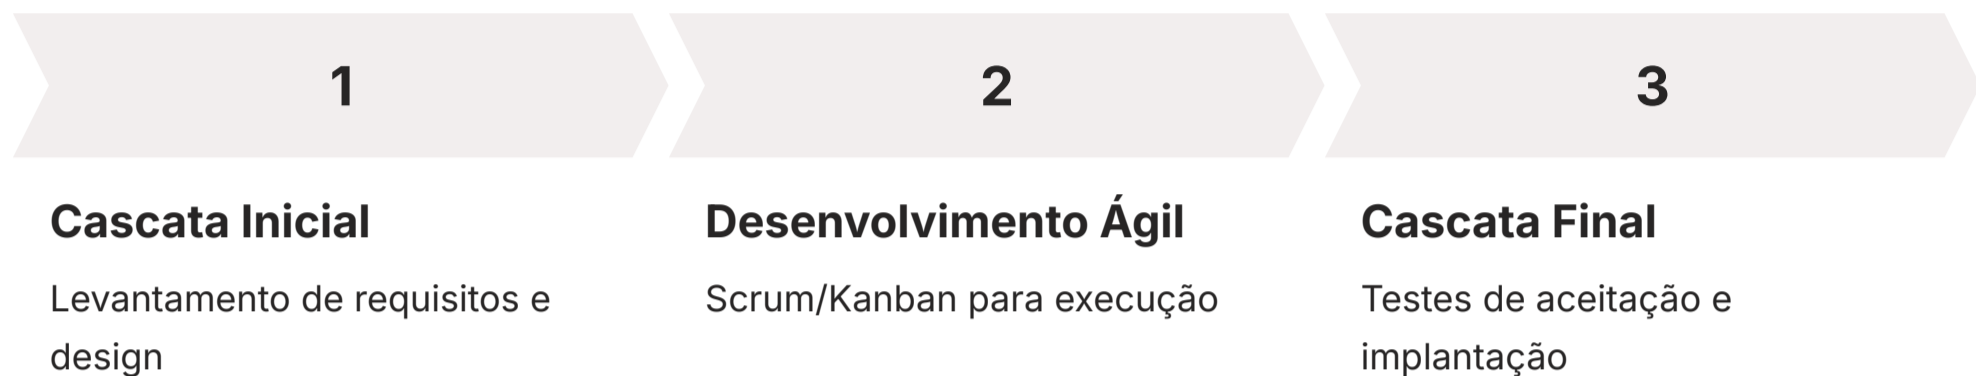 1
2
3
Cascata Inicial
Levantamento de requisitos e
design
Desenvolvimento Ágil
Scrum/Kanban para execução
Cascata Final
Testes de aceitação e
implantação